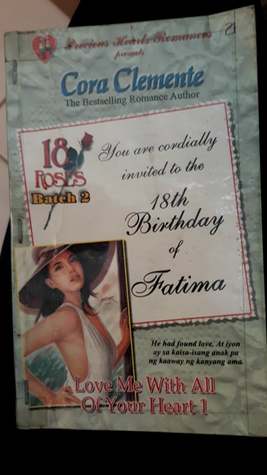 Precious Hearts Romances
presents
Cora Clemente
The Bestselling Romance Author
18
ROSES
Batch 2
You are cordially
invited to the
18th
Birthday
of
Fatima
He had found love. At iyon
ay sa kaisa-isang anak pa
ng kaaway ng kanyang ama.
Love Me With All
Of Your Heart 1